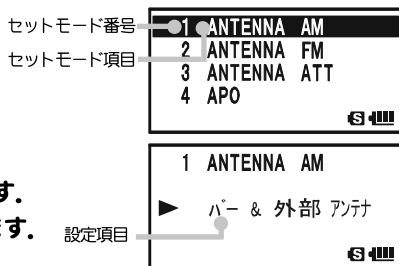 セットモード番号
1 ANTENNA AM
セットモード項目
2 ANTENNA FM
3 ANTENNA ATT
4 APO
S
1 ANTENNA AM
す.
▶ バー & 外部 アンテナ
ます.
設定項目
S